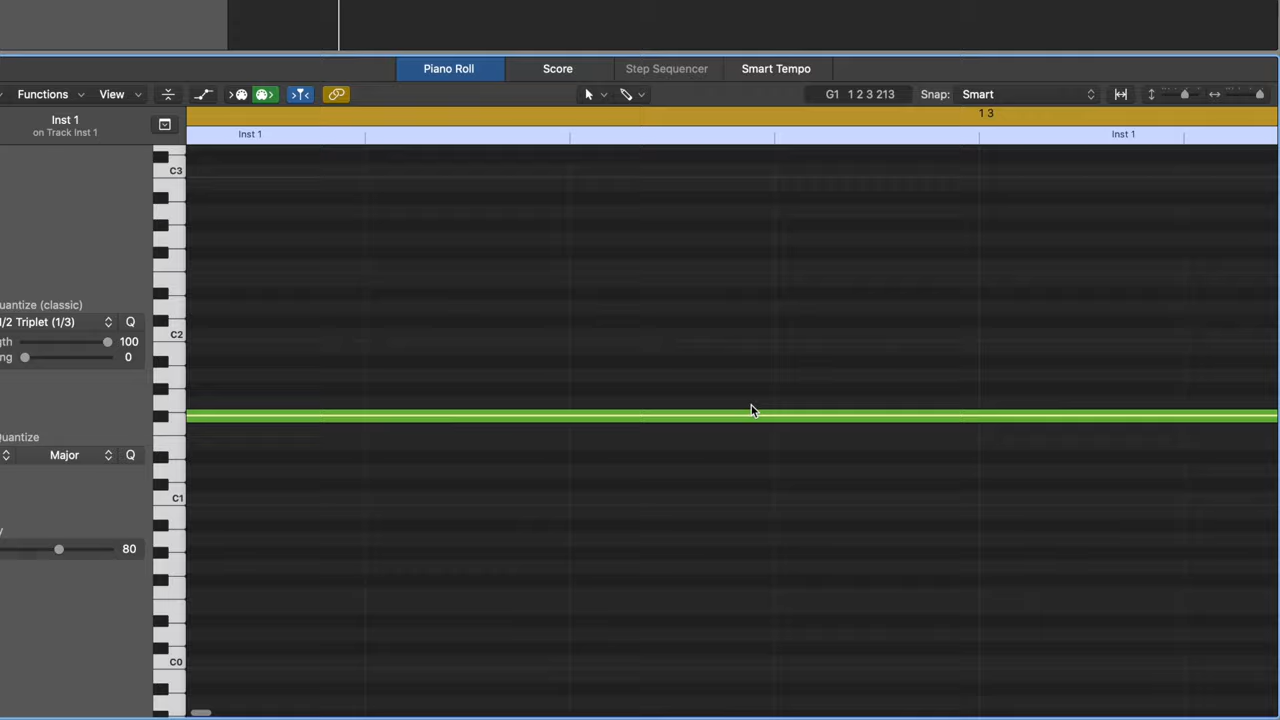 Piano Roll
Score
Step Sequencer
Smart Tempo
Functions
View
G1 1 2 3 213
Snap:
Smart
Inst 1
on Track Inst 1
1 3
Inst 1
Inst 1
C3
uantize (classic)
/2 Triplet (1/3)
Q
C2
gth
100
ng
0
Quantize
Major
Q
C1
y
80
C0